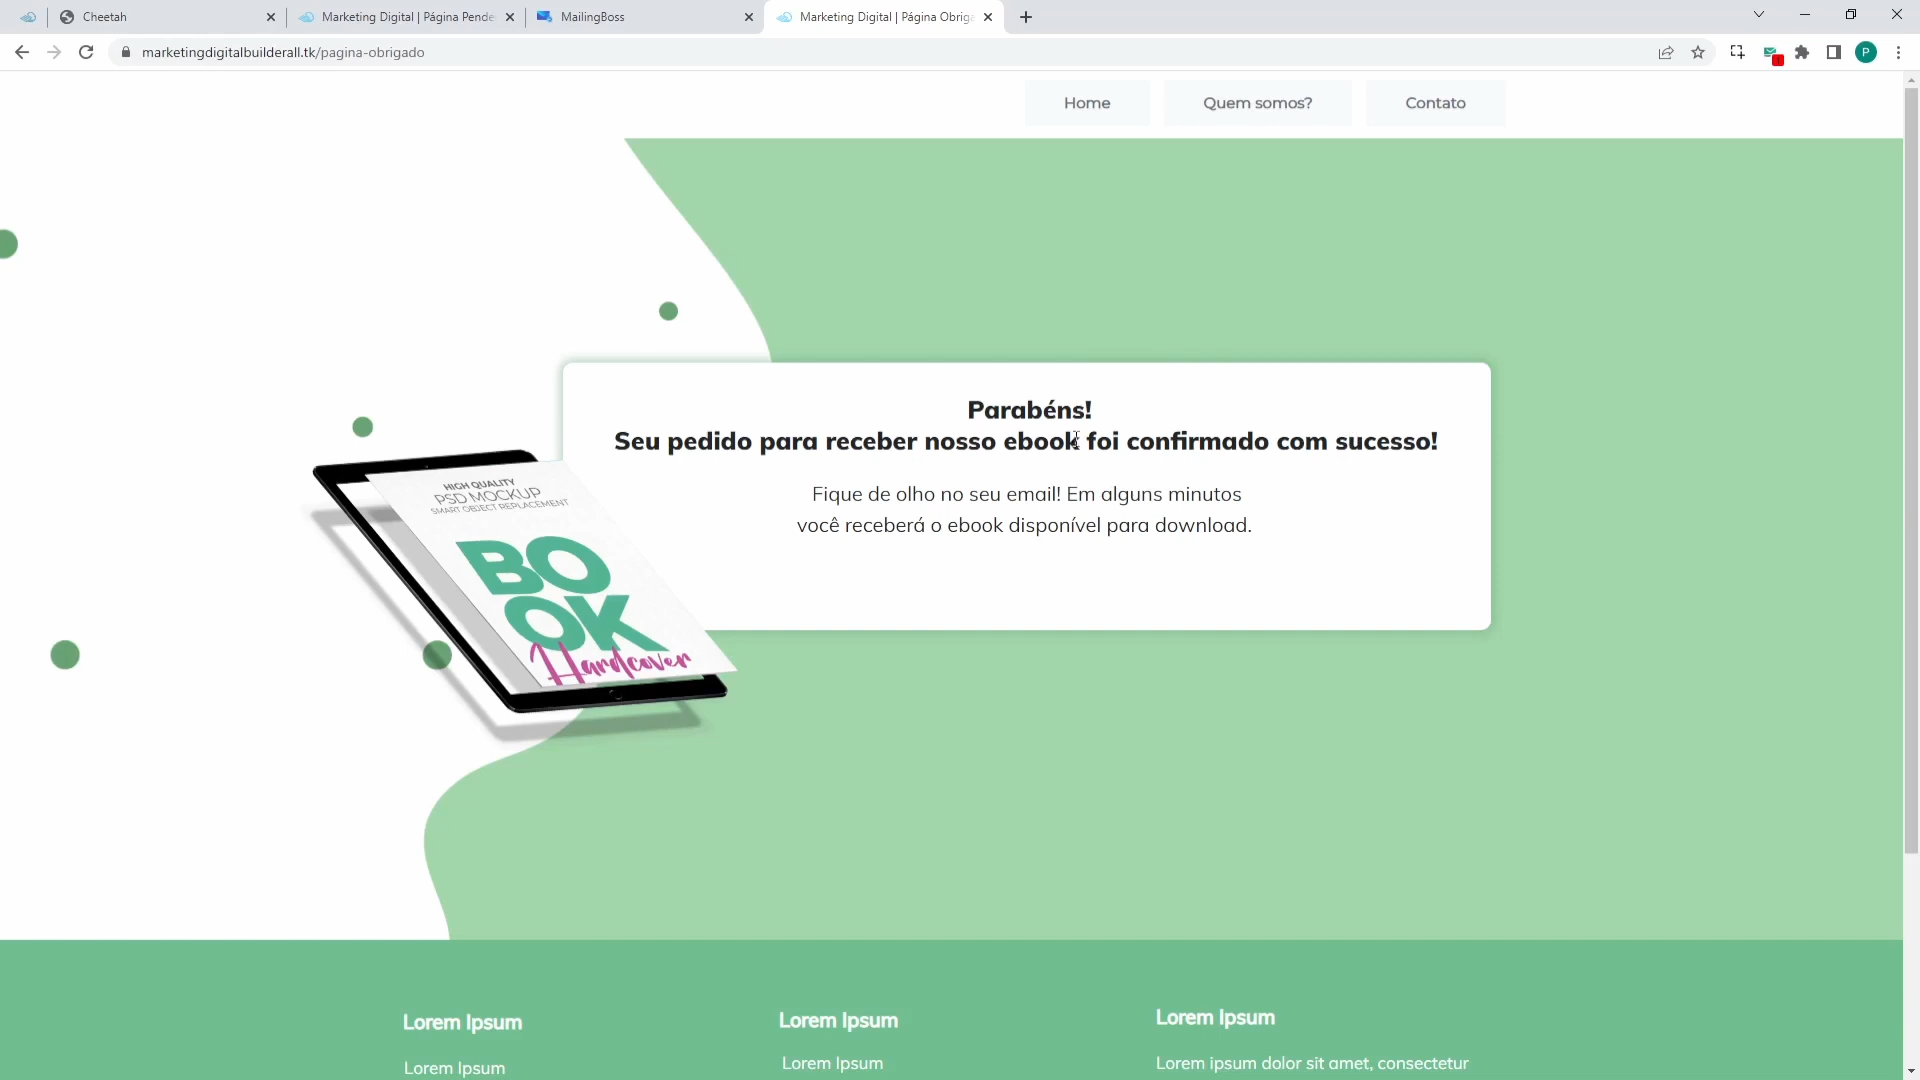 Cheetah
Marketing Digital | Página Pende
MailingBoss
Marketing Digital | Página Obrig
marketingdigitalbuilderall.tk/pagina-obrigado
P
Home
Quem somos?
Contato
Parabéns!
Seu pedido para receber nosso ebook foi confirmado com sucesso!
Fique de olho no seu email! Em alguns minutos
você receberá o ebook disponível para download.
HIGH QUALITY
PSD MOCKUP
SMART OBJECT REPLACEMENT
BO
OK
Hardcover
Lorem Ipsum
Lorem Ipsum
Lorem Ipsum
Lorem Ipsum
Lorem Ipsum
Lorem ipsum dolor sit amet, consectetur